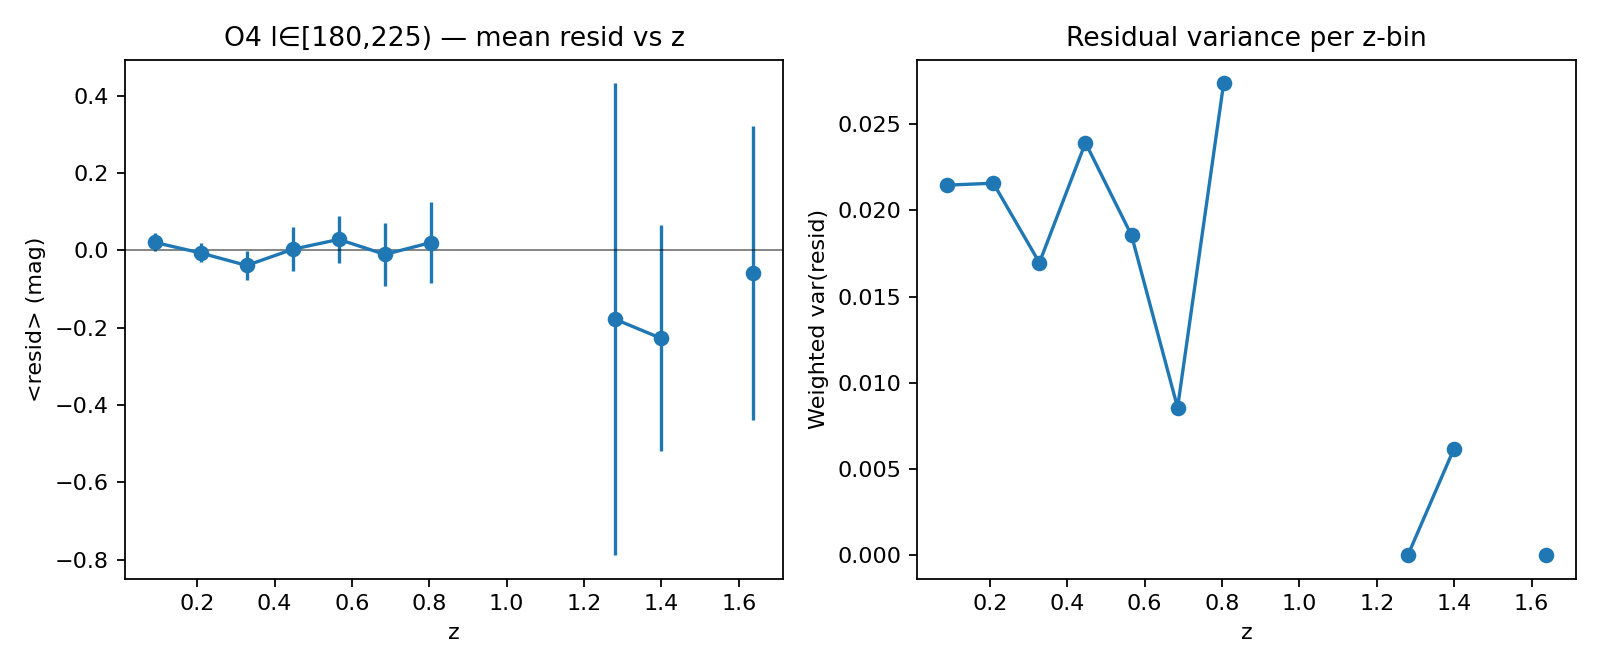 O4 l∈[180,225) — mean resid vs z
<resid> (mag)
0.4
0.2
0.0
−0.2
−0.4
−0.6
−0.8
0.2 0.4 0.6 0.8 1.0 1.2 1.4 1.6
z
Residual variance per z-bin
Weighted var(resid)
0.025
0.020
0.015
0.010
0.005
0.000
0.2 0.4 0.6 0.8 1.0 1.2 1.4 1.6
z